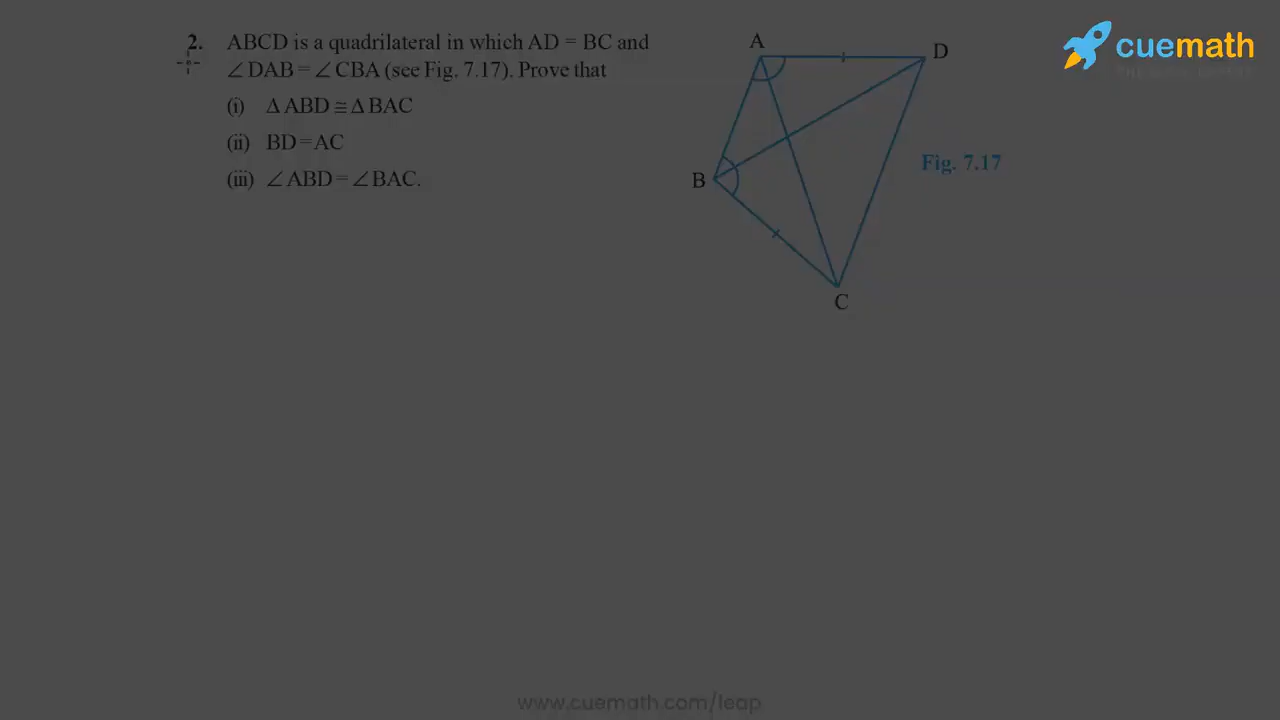 2. ABCD is a quadrilateral in which AD = BC and
∠DAB = ∠CBA (see Fig. 7.17). Prove that
(i) Δ ABD ≅ Δ BAC
(ii) BD = AC
(iii) ∠ABD = ∠BAC.
A
D
B
C
Fig. 7.17
cuemath
www.cuemath.com/leap